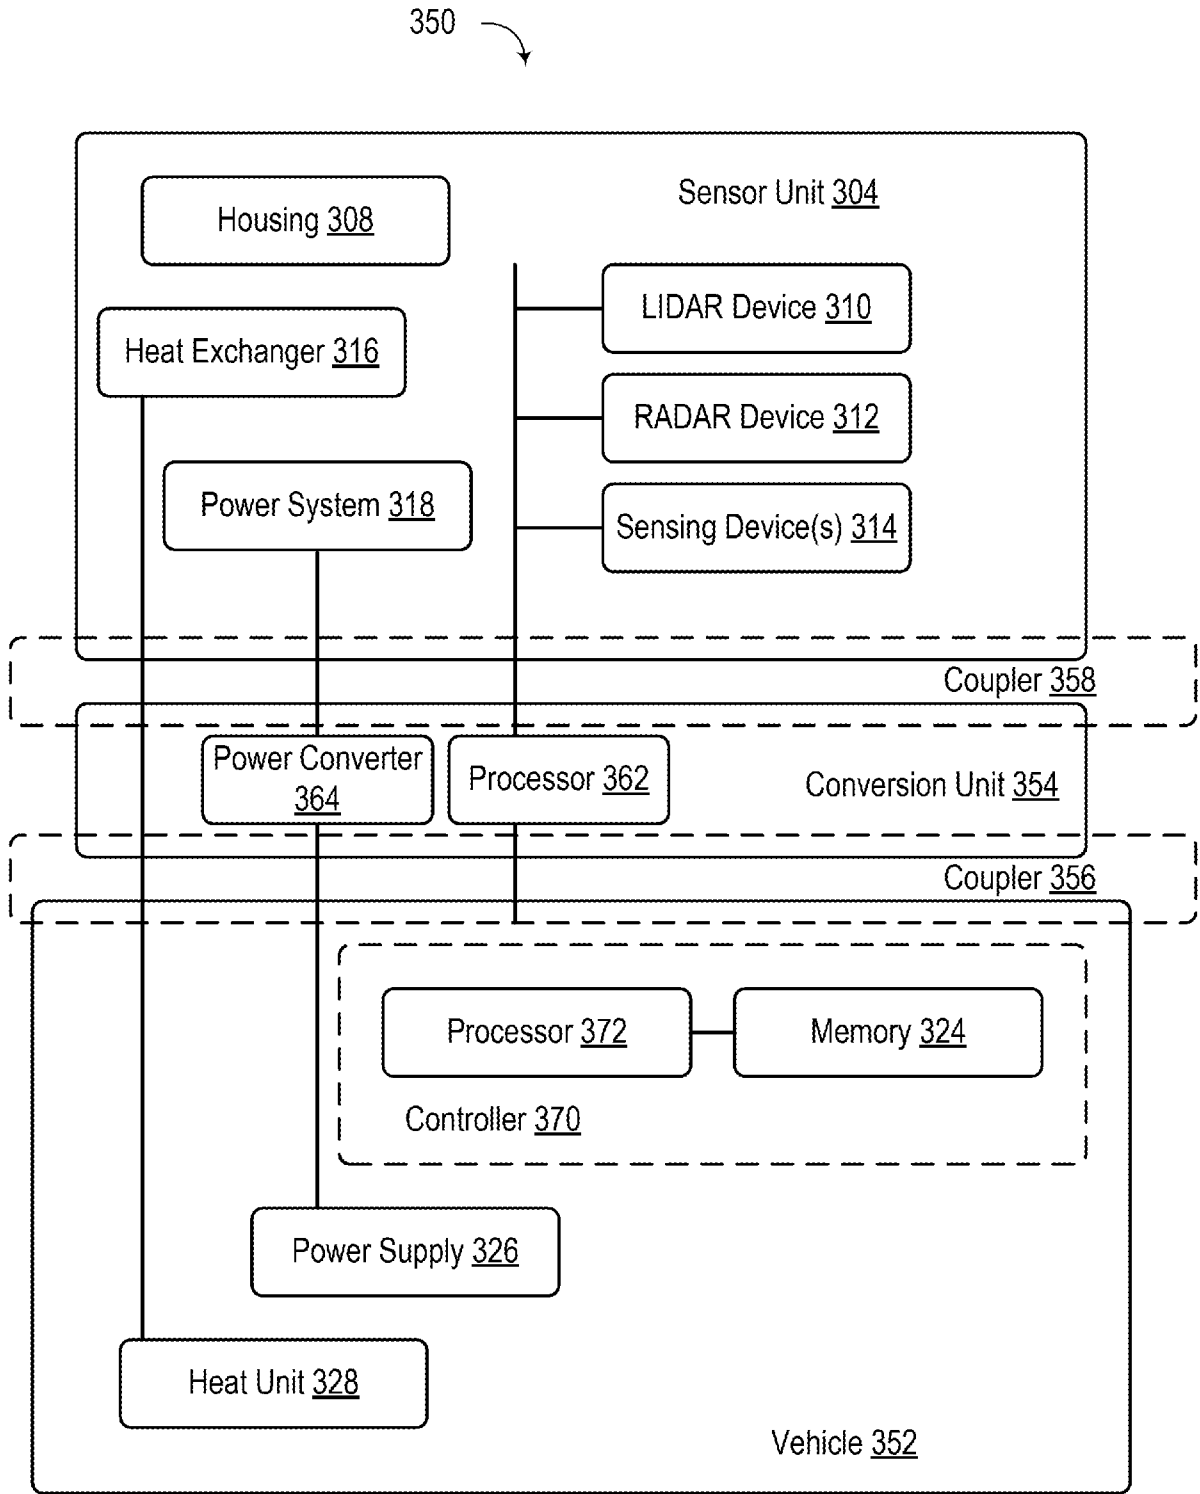 350
Sensor Unit 304
Housing 308
LIDAR Device 310
Heat Exchanger 316
RADAR Device 312
Power System 318
Sensing Device(s) 314
Coupler 358
Power Converter
364
Processor 362
Conversion Unit 354
Coupler 356
Processor 372
Memory 324
Controller 370
Power Supply 326
Heat Unit 328
Vehicle 352